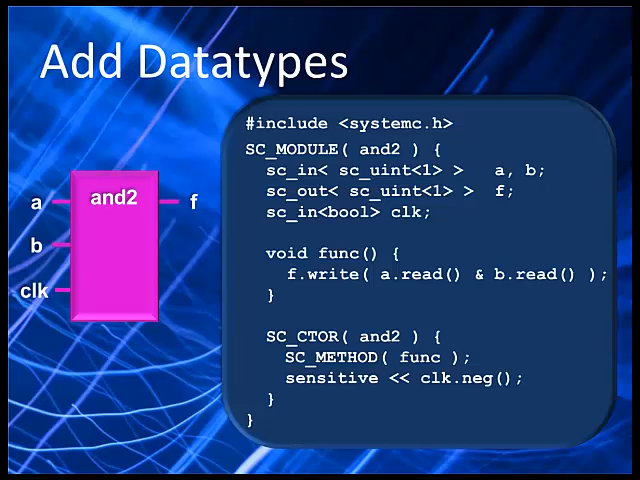 Add Datatypes
a
b
clk
and2
f
#include <systemc.h>
SC_MODULE( and2 ) {
  sc_in< sc_uint<1> >   a, b;
  sc_out< sc_uint<1> >  f;
  sc_in<bool> clk;

  void func() {
    f.write( a.read() & b.read() );
  }

  SC_CTOR( and2 ) {
    SC_METHOD( func );
    sensitive << clk.neg();
  }
}